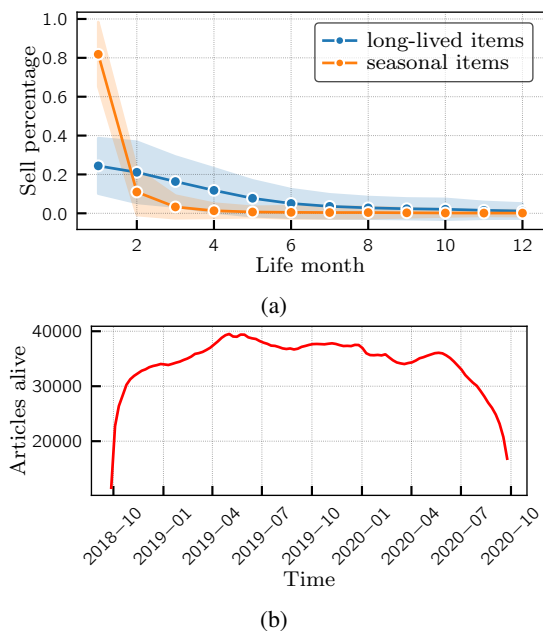 1.0
0.8
0.6
0.4
0.2
0.0
Sell percentage
long-lived items
seasonal items
2 4 6 8 10 12
Life month
(a)
40000
30000
20000
Articles alive
2018−10 2019−01 2019−04 2019−07 2019−10 2020−01 2020−04 2020−07 2020−10
Time
(b)